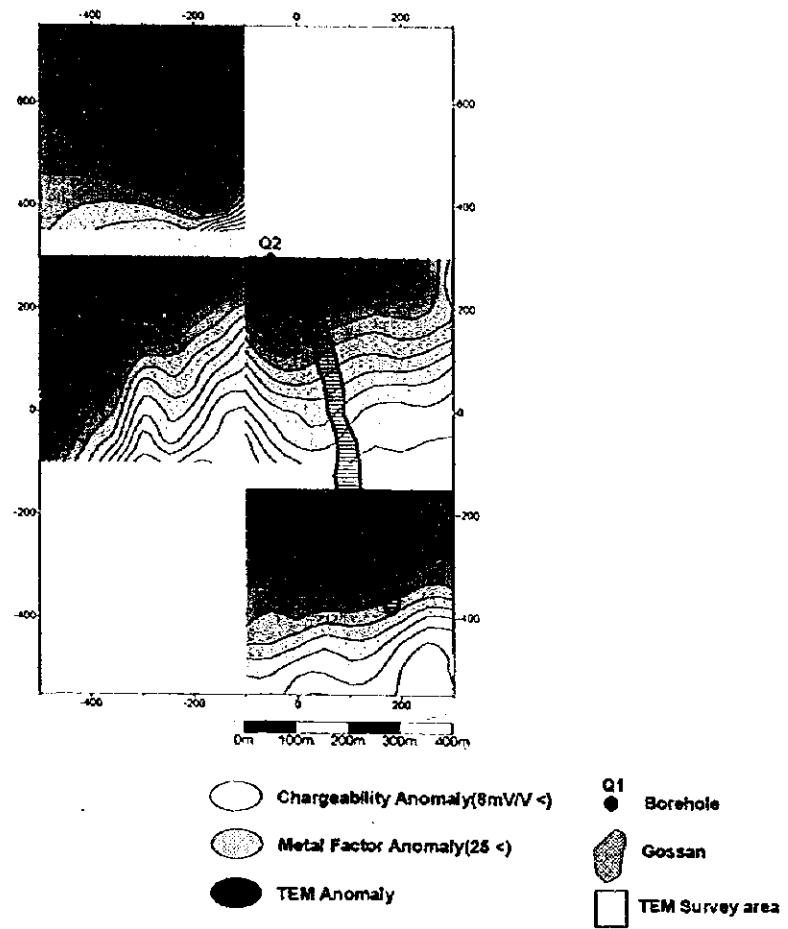 -400 -200 0 200
600 600
400 400
Q2
200 200
0 0
-200 -200
-400 -400
-400 -200 0 200
0m 100m 200m 300m 400m
Chargeability Anomaly(8mV/V <)
Metal Factor Anomaly(25 <)
TEM Anomaly
Q1
Borehole
Gossan
TEM Survey area